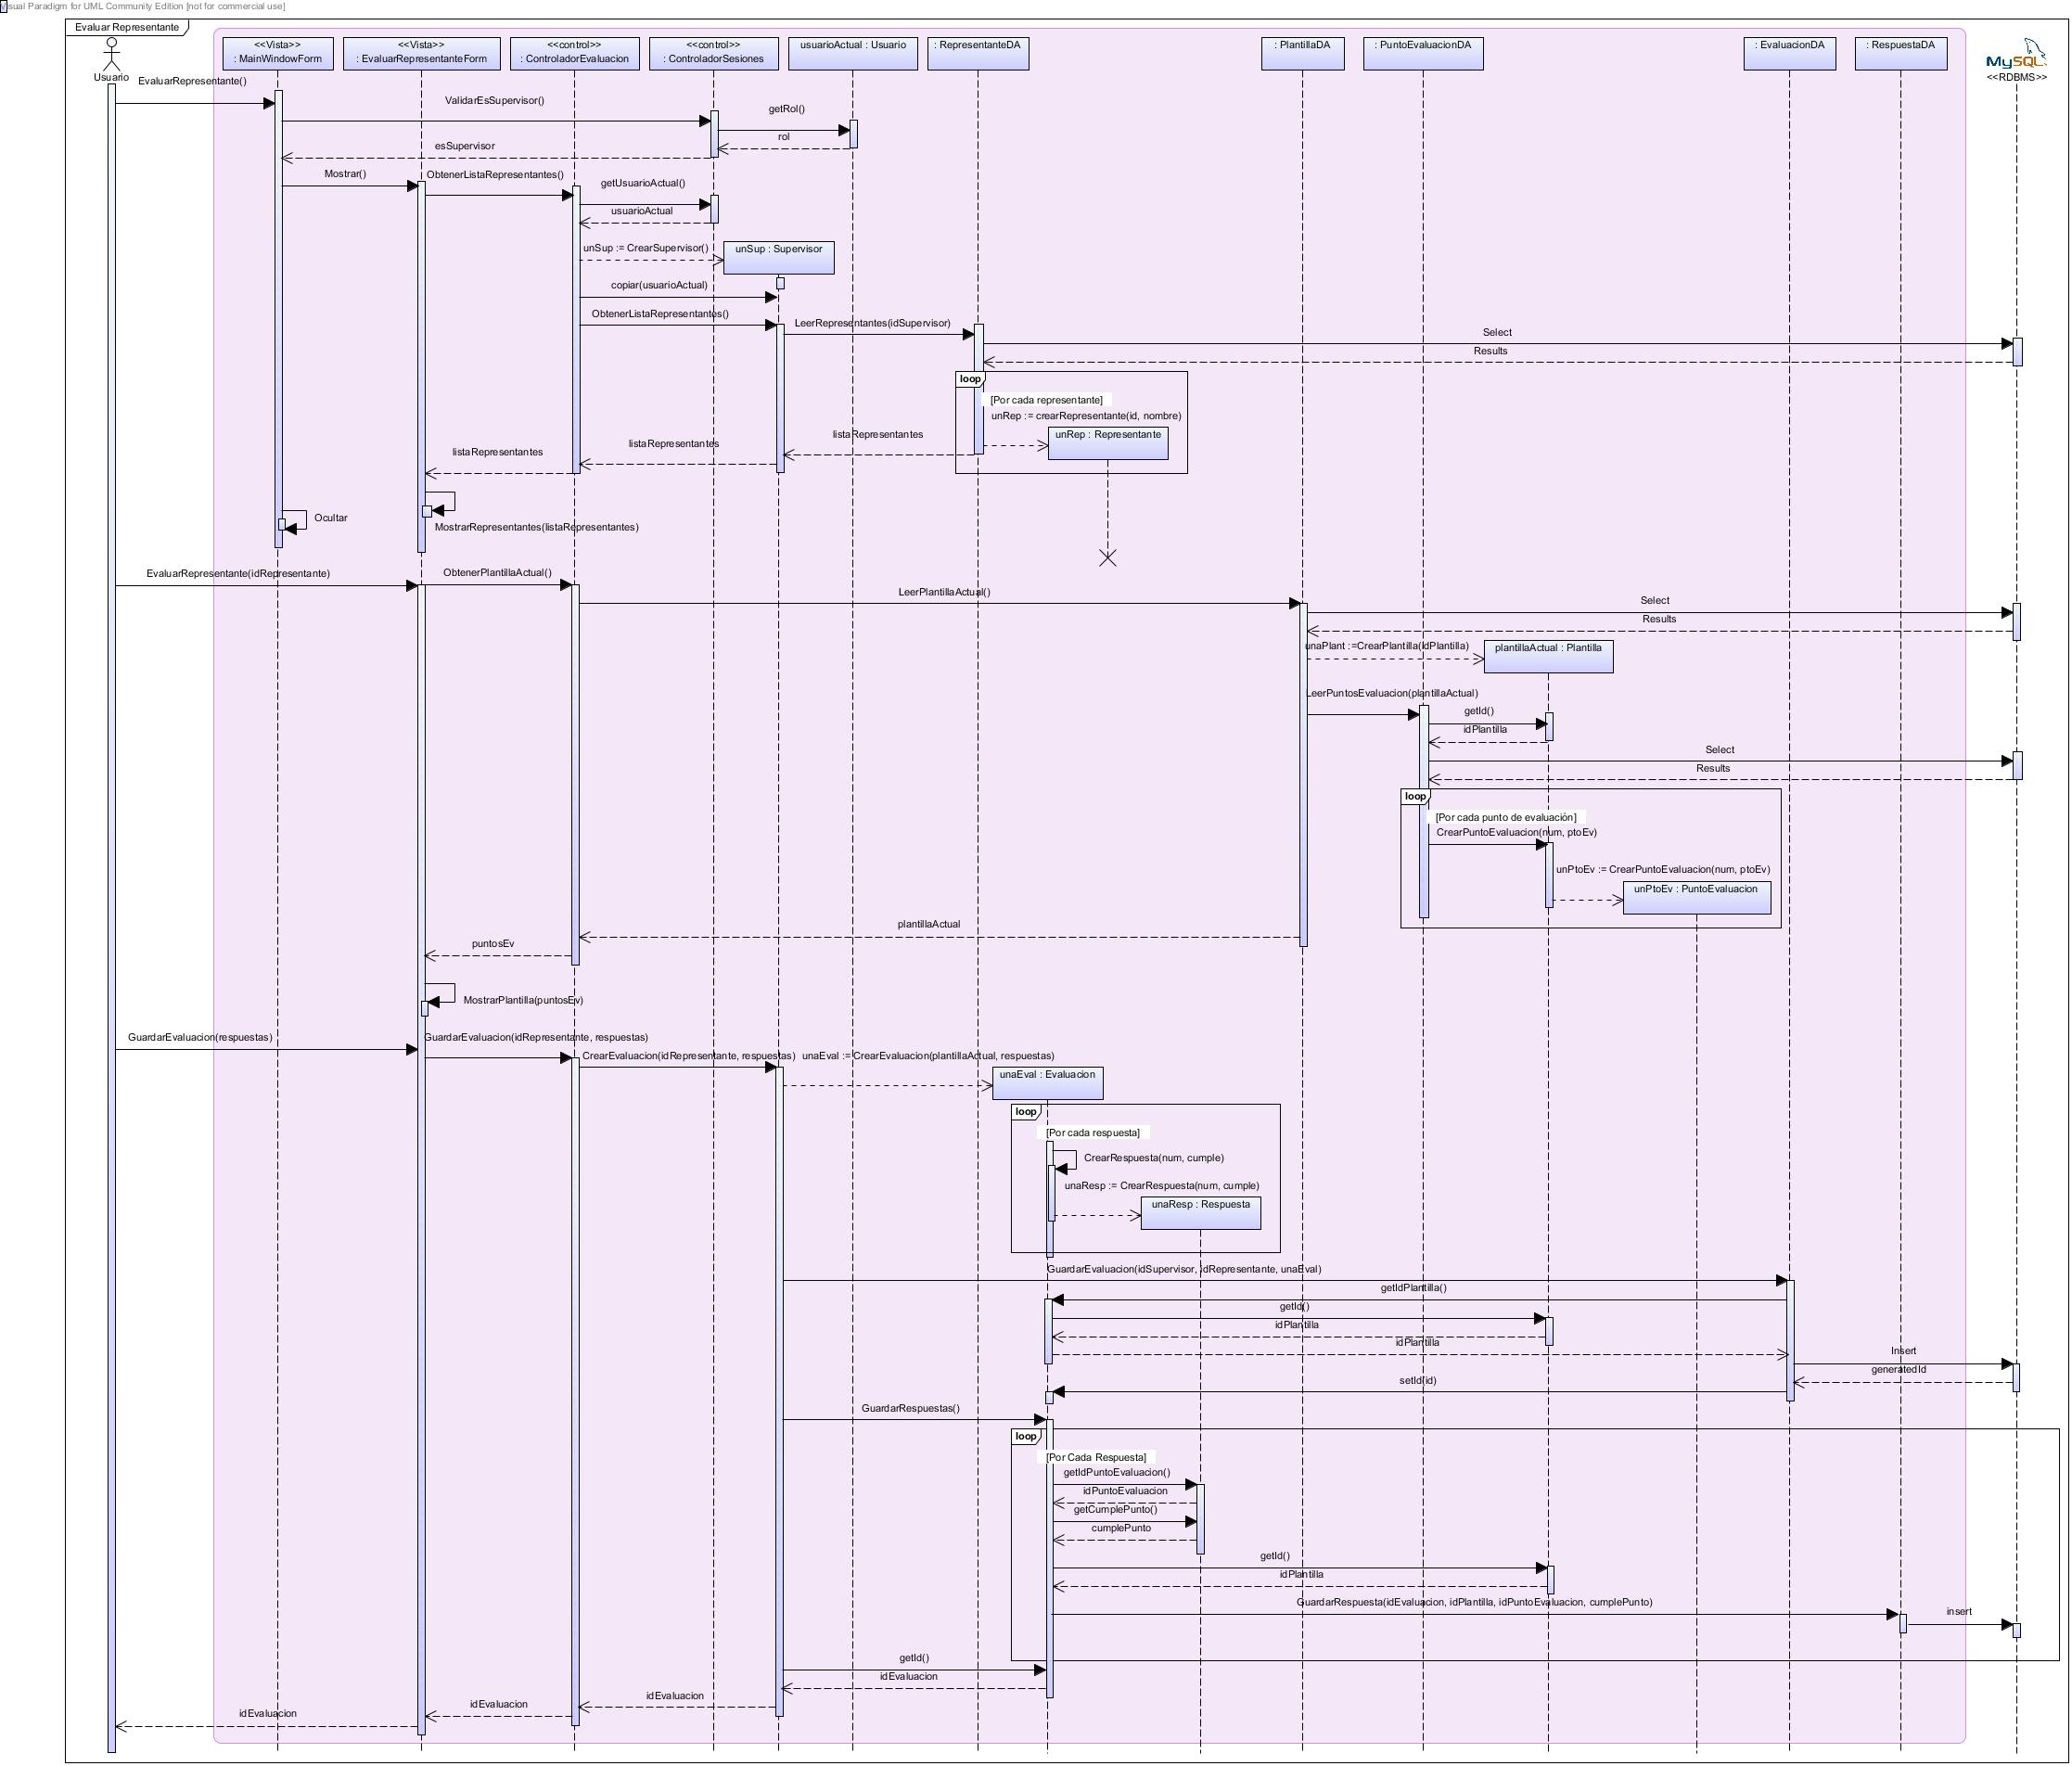 Visual Paradigm for UML Community Edition [not for commercial use]
Evaluar Representante
Usuario
<<Vista>>
: MainWindowForm
<<Vista>>
: EvaluarRepresentanteForm
<<control>>
: ControladorEvaluacion
<<control>>
: ControladorSesiones
usuarioActual : Usuario
: RepresentanteDA
: PlantillaDA
: PuntoEvaluacionDA
: EvaluacionDA
: RespuestaDA
MySQL
<<RDBMS>>
EvaluarRepresentante()
ValidarEsSupervisor()
getRol()
rol
esSupervisor
Mostrar()
ObtenerListaRepresentantes()
getUsuarioActual()
usuarioActual
unSup := CrearSupervisor()
unSup : Supervisor
copiar(usuarioActual)
ObtenerListaRepresentantes()
LeerRepresentantes(idSupervisor)
Select
Results
loop
[Por cada representante]
unRep := crearRepresentante(id, nombre)
unRep : Representante
listaRepresentantes
listaRepresentantes
listaRepresentantes
Ocultar
MostrarRepresentantes(listaRepresentantes)
EvaluarRepresentante(idRepresentante)
ObtenerPlantillaActual()
LeerPlantillaActual()
Select
Results
unaPlant :=CrearPlantilla(idPlantilla)
plantillaActual : Plantilla
LeerPuntosEvaluacion(plantillaActual)
getId()
idPlantilla
Select
Results
loop
[Por cada punto de evaluación]
CrearPuntoEvaluacion(num, ptoEv)
unPtoEv := CrearPuntoEvaluacion(num, ptoEv)
unPtoEv : PuntoEvaluacion
plantillaActual
puntosEv
MostrarPlantilla(puntosEv)
GuardarEvaluacion(respuestas)
GuardarEvaluacion(idRepresentante, respuestas)
CrearEvaluacion(idRepresentante, respuestas)
unaEval := CrearEvaluacion(plantillaActual, respuestas)
unaEval : Evaluacion
loop
[Por cada respuesta]
CrearRespuesta(num, cumple)
unaResp := CrearRespuesta(num, cumple)
unaResp : Respuesta
GuardarEvaluacion(idSupervisor, idRepresentante, unaEval)
getIdPlantilla()
getId()
idPlantilla
idPlantilla
Insert
generatedId
setId(id)
GuardarRespuestas()
loop
[Por Cada Respuesta]
getIdPuntoEvaluacion()
idPuntoEvaluacion
getCumplePunto()
cumplePunto
getId()
idPlantilla
GuardarRespuesta(idEvaluacion, idPlantilla, idPuntoEvaluacion, cumplePunto)
insert
getId()
idEvaluacion
idEvaluacion
idEvaluacion
idEvaluacion